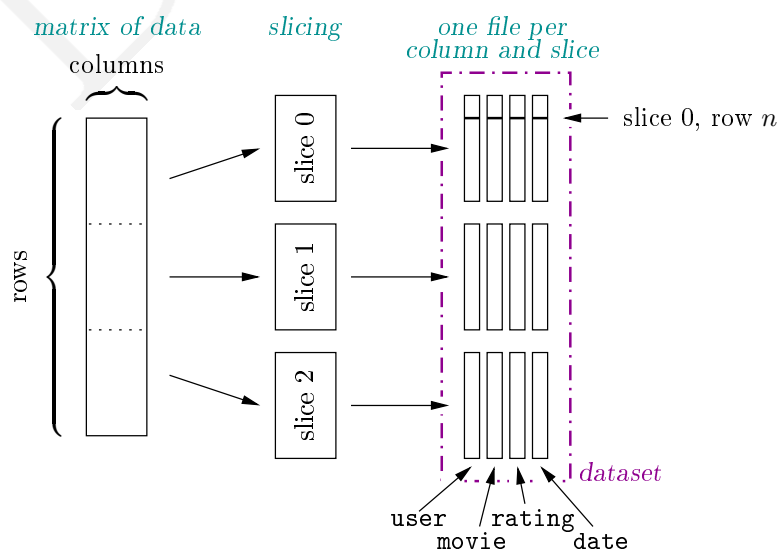 matrix of data
slicing
one file per
column and slice
columns
rows
slice 0
slice 1
slice 2
slice 0, row n
dataset
user
movie
rating
date